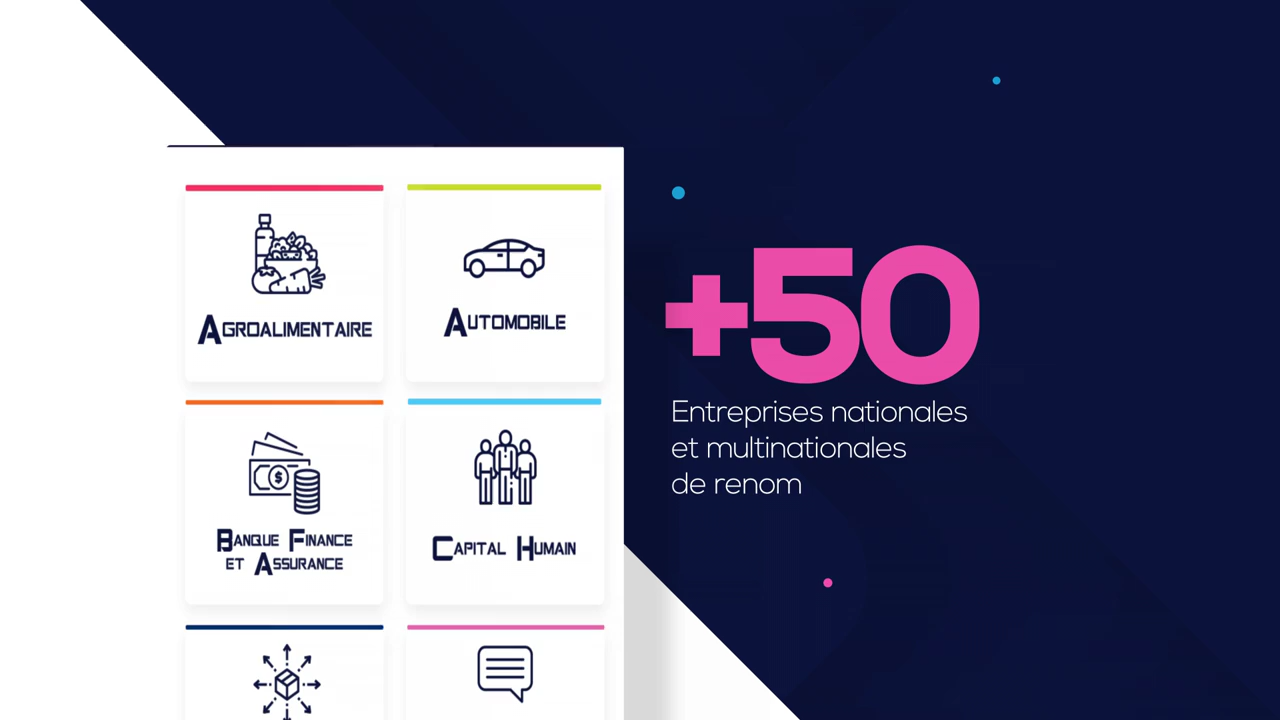 Agroalimentaire
Automobile
Banque Finance
et Assurance
Capital Humain
+50
Entreprises nationales
et multinationales
de renom